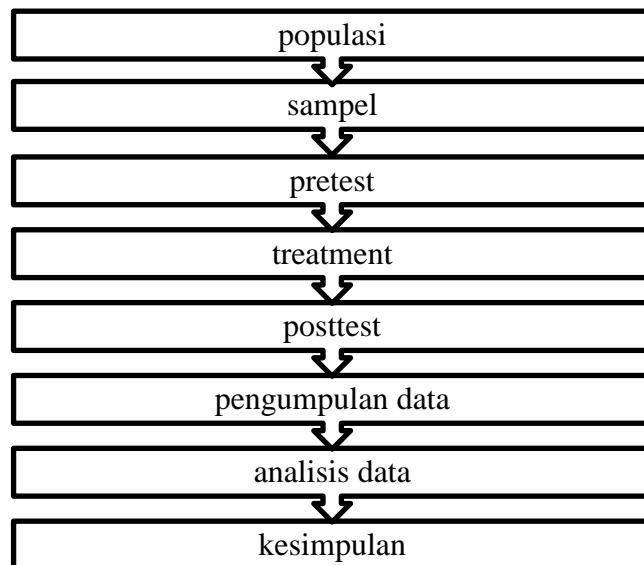 populasi
sampel
pretest
treatment
posttest
pengumpulan data
analisis data
kesimpulan